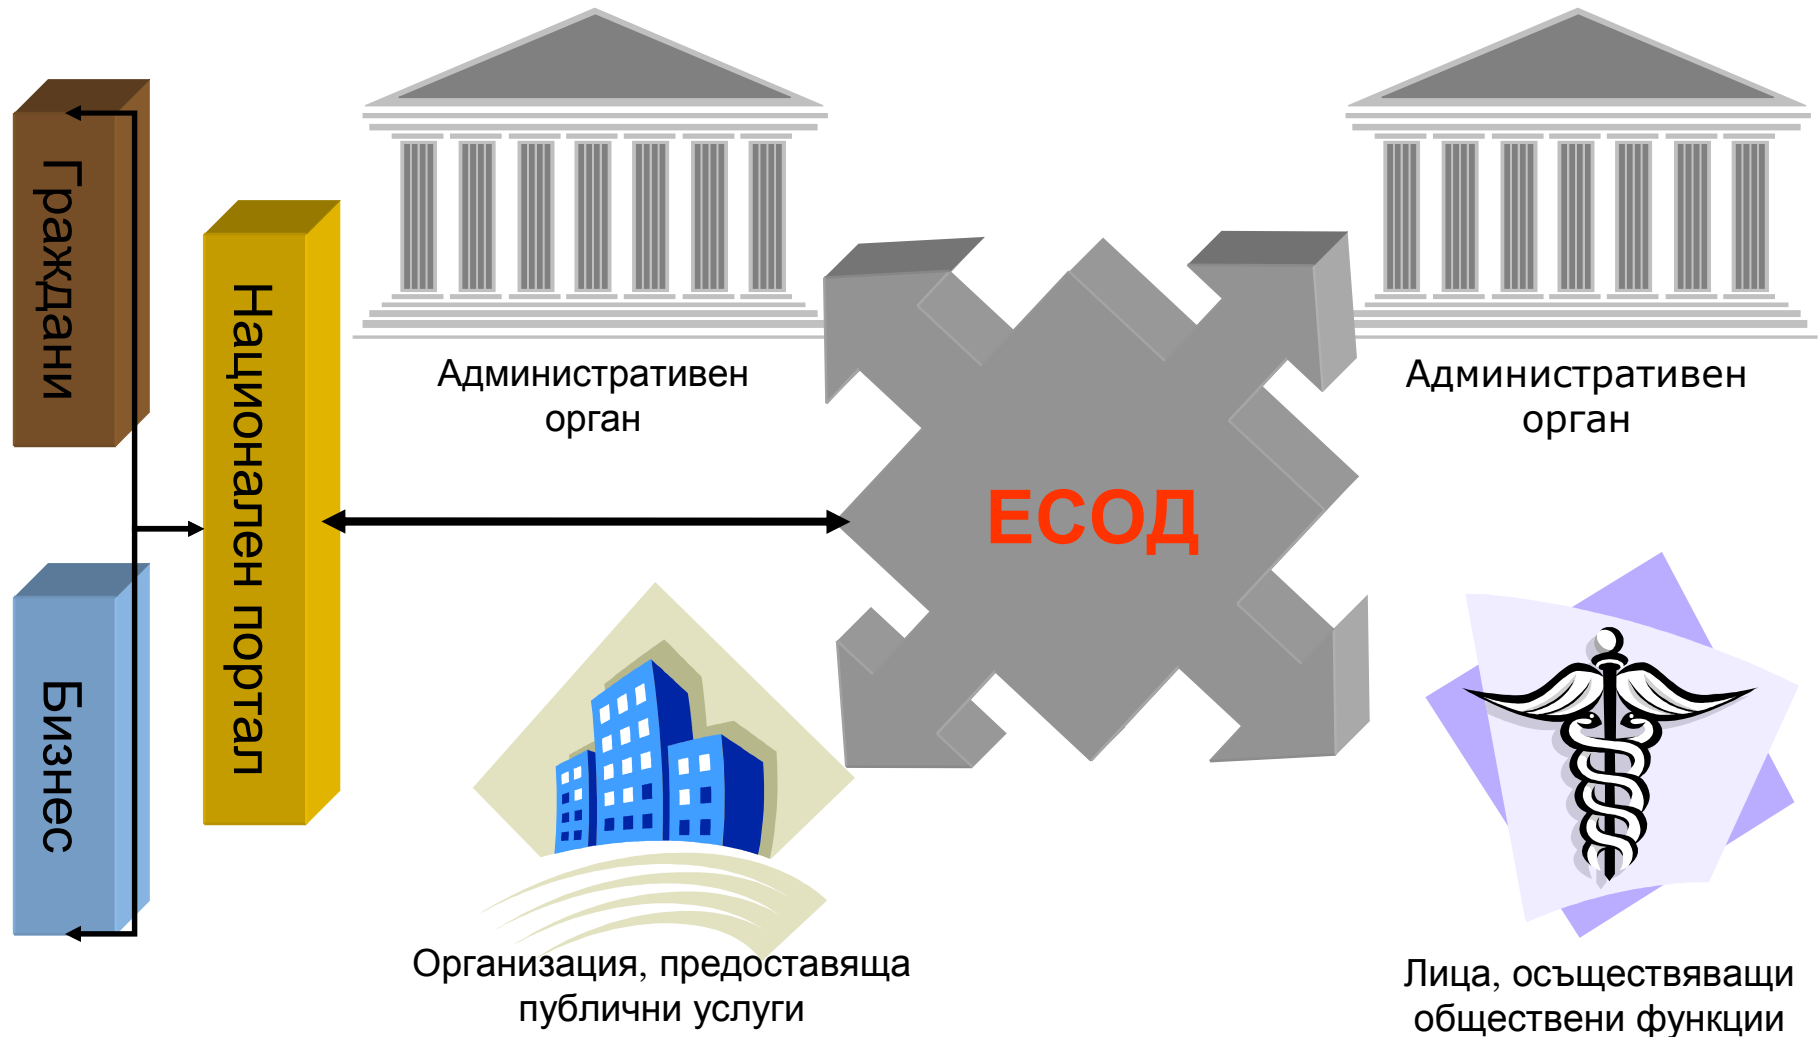 Граждани
Бизнес
Национален портал
Административен
орган
Административен
орган
ЕСОД
Организация, предоставяща
публични услуги
Лица, осъществяващи
обществени функции